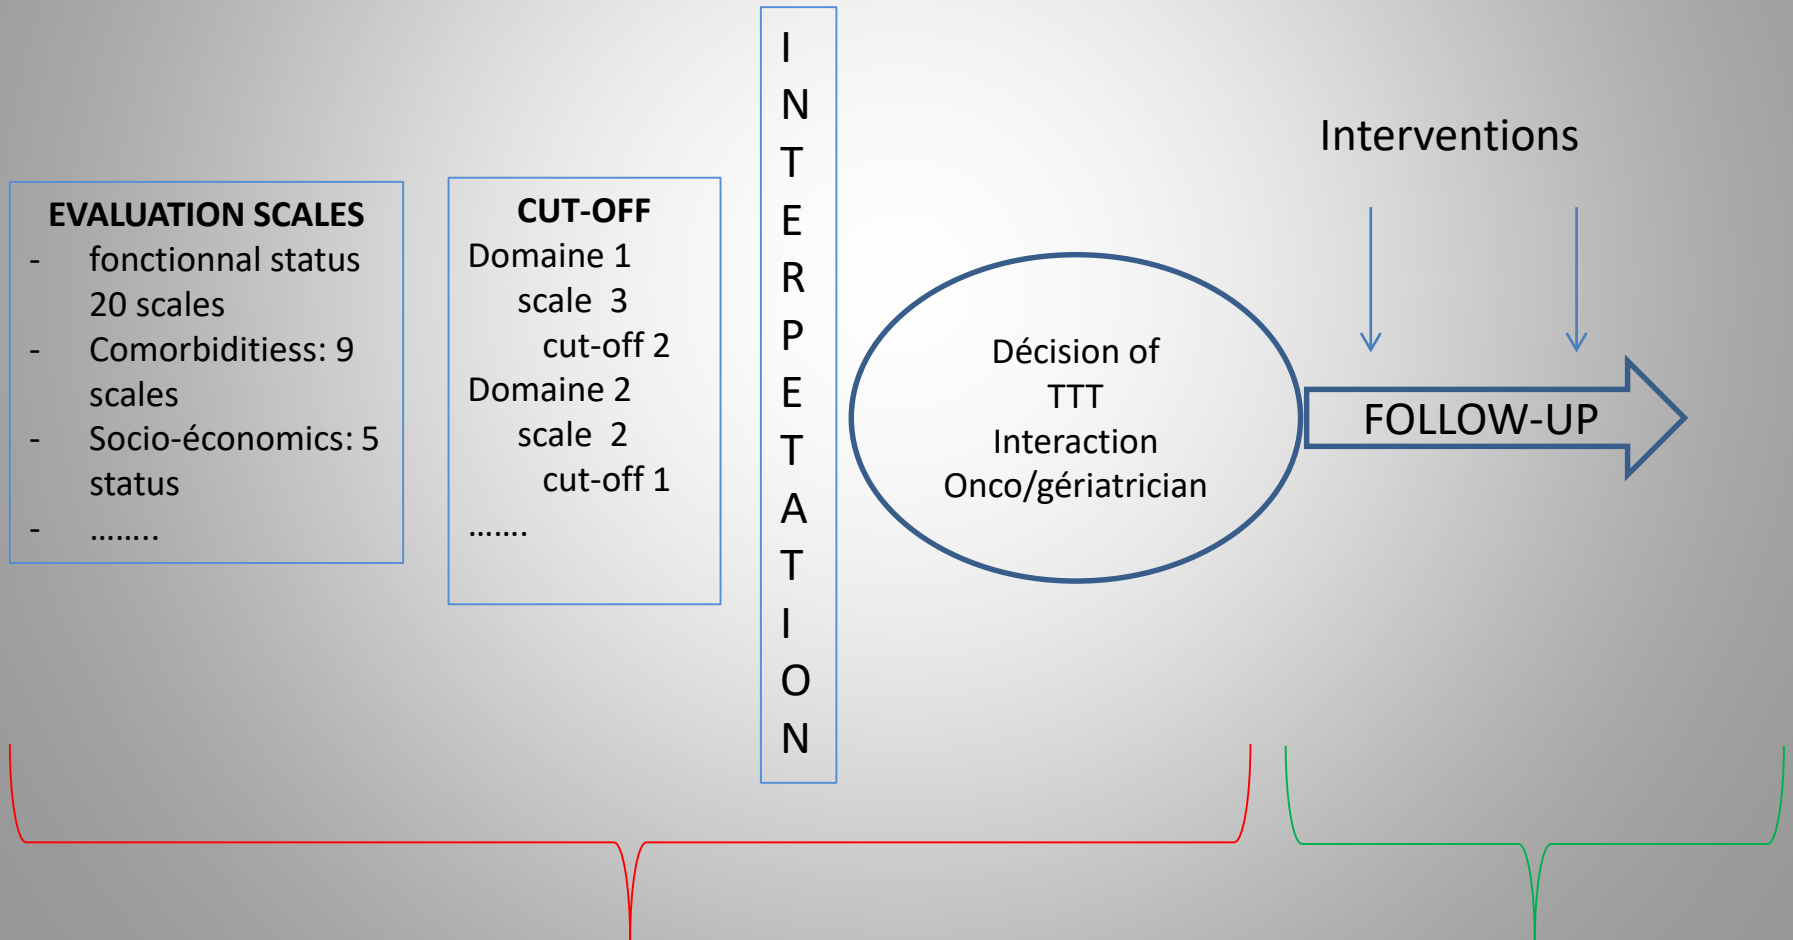 EVALUATION SCALES
- fonctionnal status
20 scales
- Comorbiditiess: 9
scales
- Socio-économics: 5
status
- ........
CUT-OFF
Domaine 1
scale 3
cut-off 2
Domaine 2
scale 2
cut-off 1
.......
I
N
T
E
R
P
E
T
A
T
I
O
N
Décision of
TTT
Interaction
Onco/gériatrician
Interventions
FOLLOW-UP